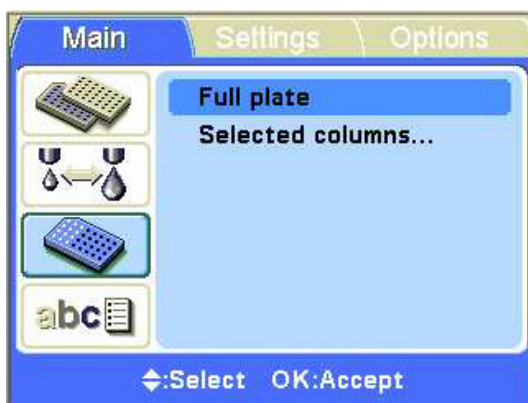 Main Settings Options
Full plate
Selected columns...
abc
:Select OK:Accept